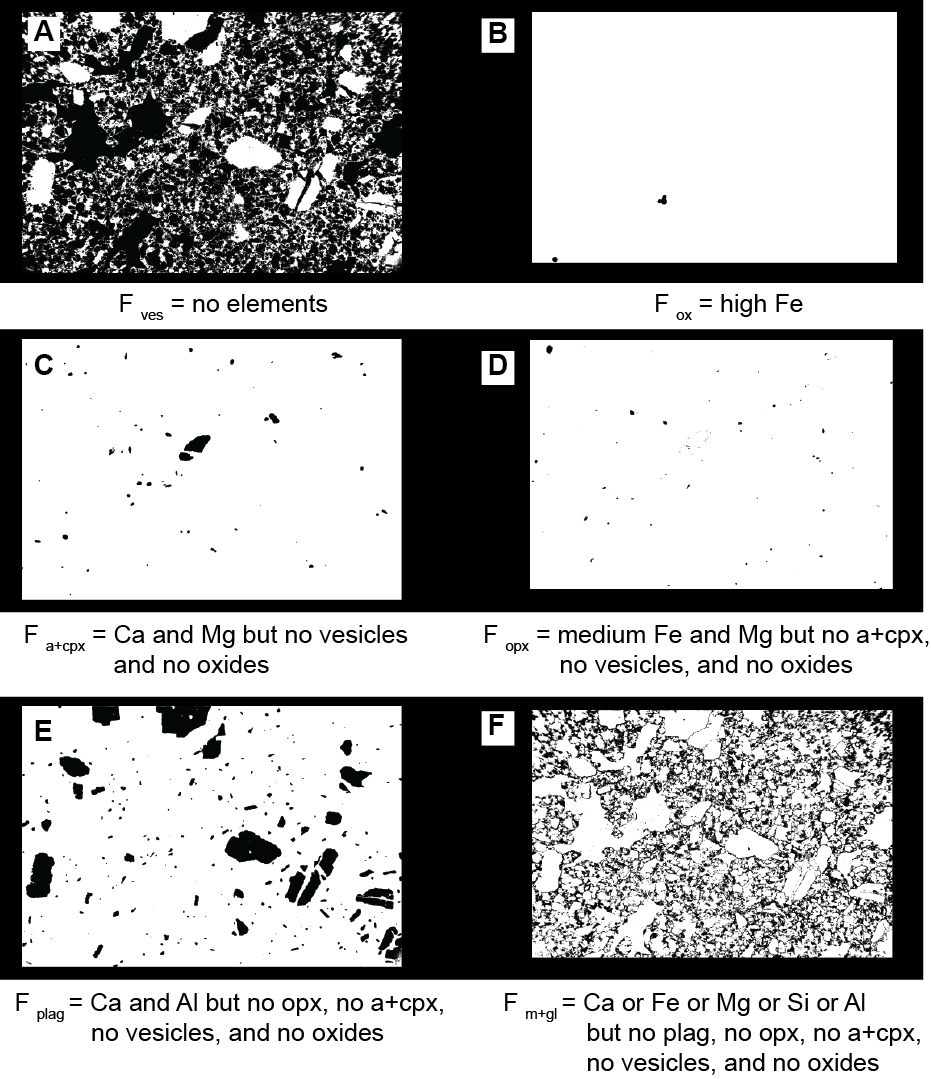 A
B
F ves = no elements
F ox = high Fe
C
D
F a+cpx = Ca and Mg but no vesicles
and no oxides
F opx = medium Fe and Mg but no a+cpx,
no vesicles, and no oxides
E
F
F plag = Ca and Al but no opx, no a+cpx,
no vesicles, and no oxides
F m+gl = Ca or Fe or Mg or Si or Al
but no plag, no opx, no a+cpx,
no vesicles, and no oxides